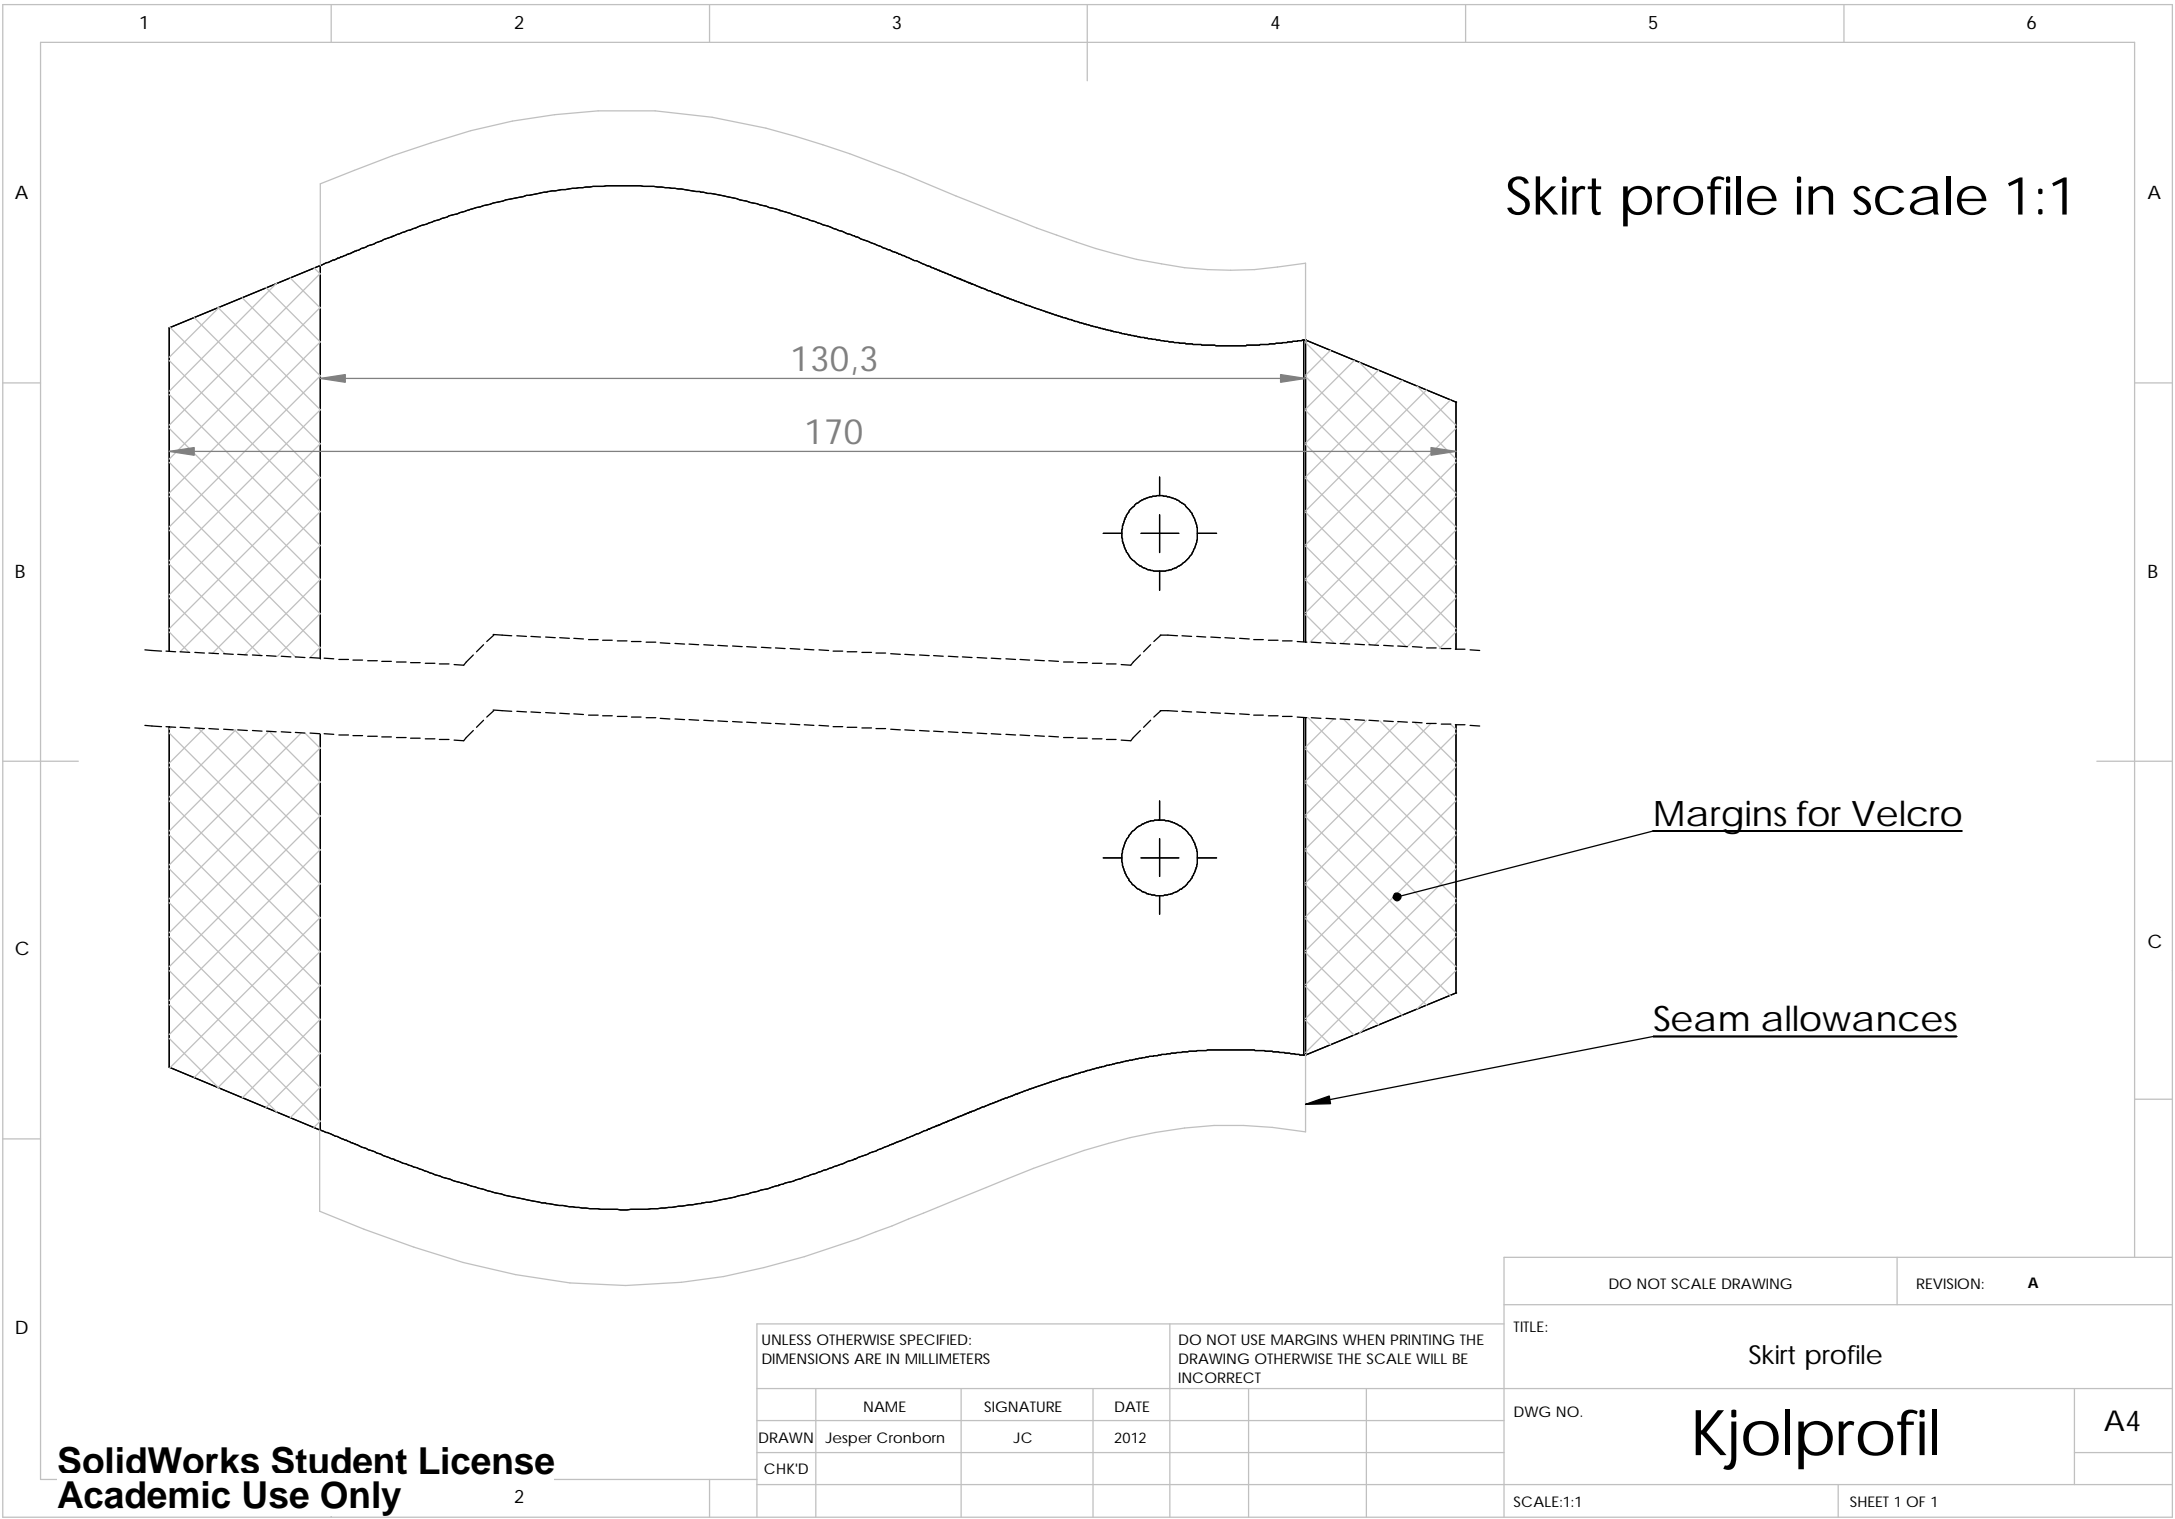 1 2 3 4 5 6
A A
Skirt profile in scale 1:1
130,3
170
B B
Margins for Velcro
C C
Seam allowances
D
DO NOT SCALE DRAWING REVISION: A
UNLESS OTHERWISE SPECIFIED:
DIMENSIONS ARE IN MILLIMETERS
DO NOT USE MARGINS WHEN PRINTING THE
DRAWING OTHERWISE THE SCALE WILL BE
INCORRECT
TITLE:
Skirt profile
NAME SIGNATURE DATE
DRAWN Jesper Cronborn JC 2012
CHK'D
DWG NO.
Kjolprofil
A4
SCALE:1:1 SHEET 1 OF 1
SolidWorks Student License
Academic Use Only
2